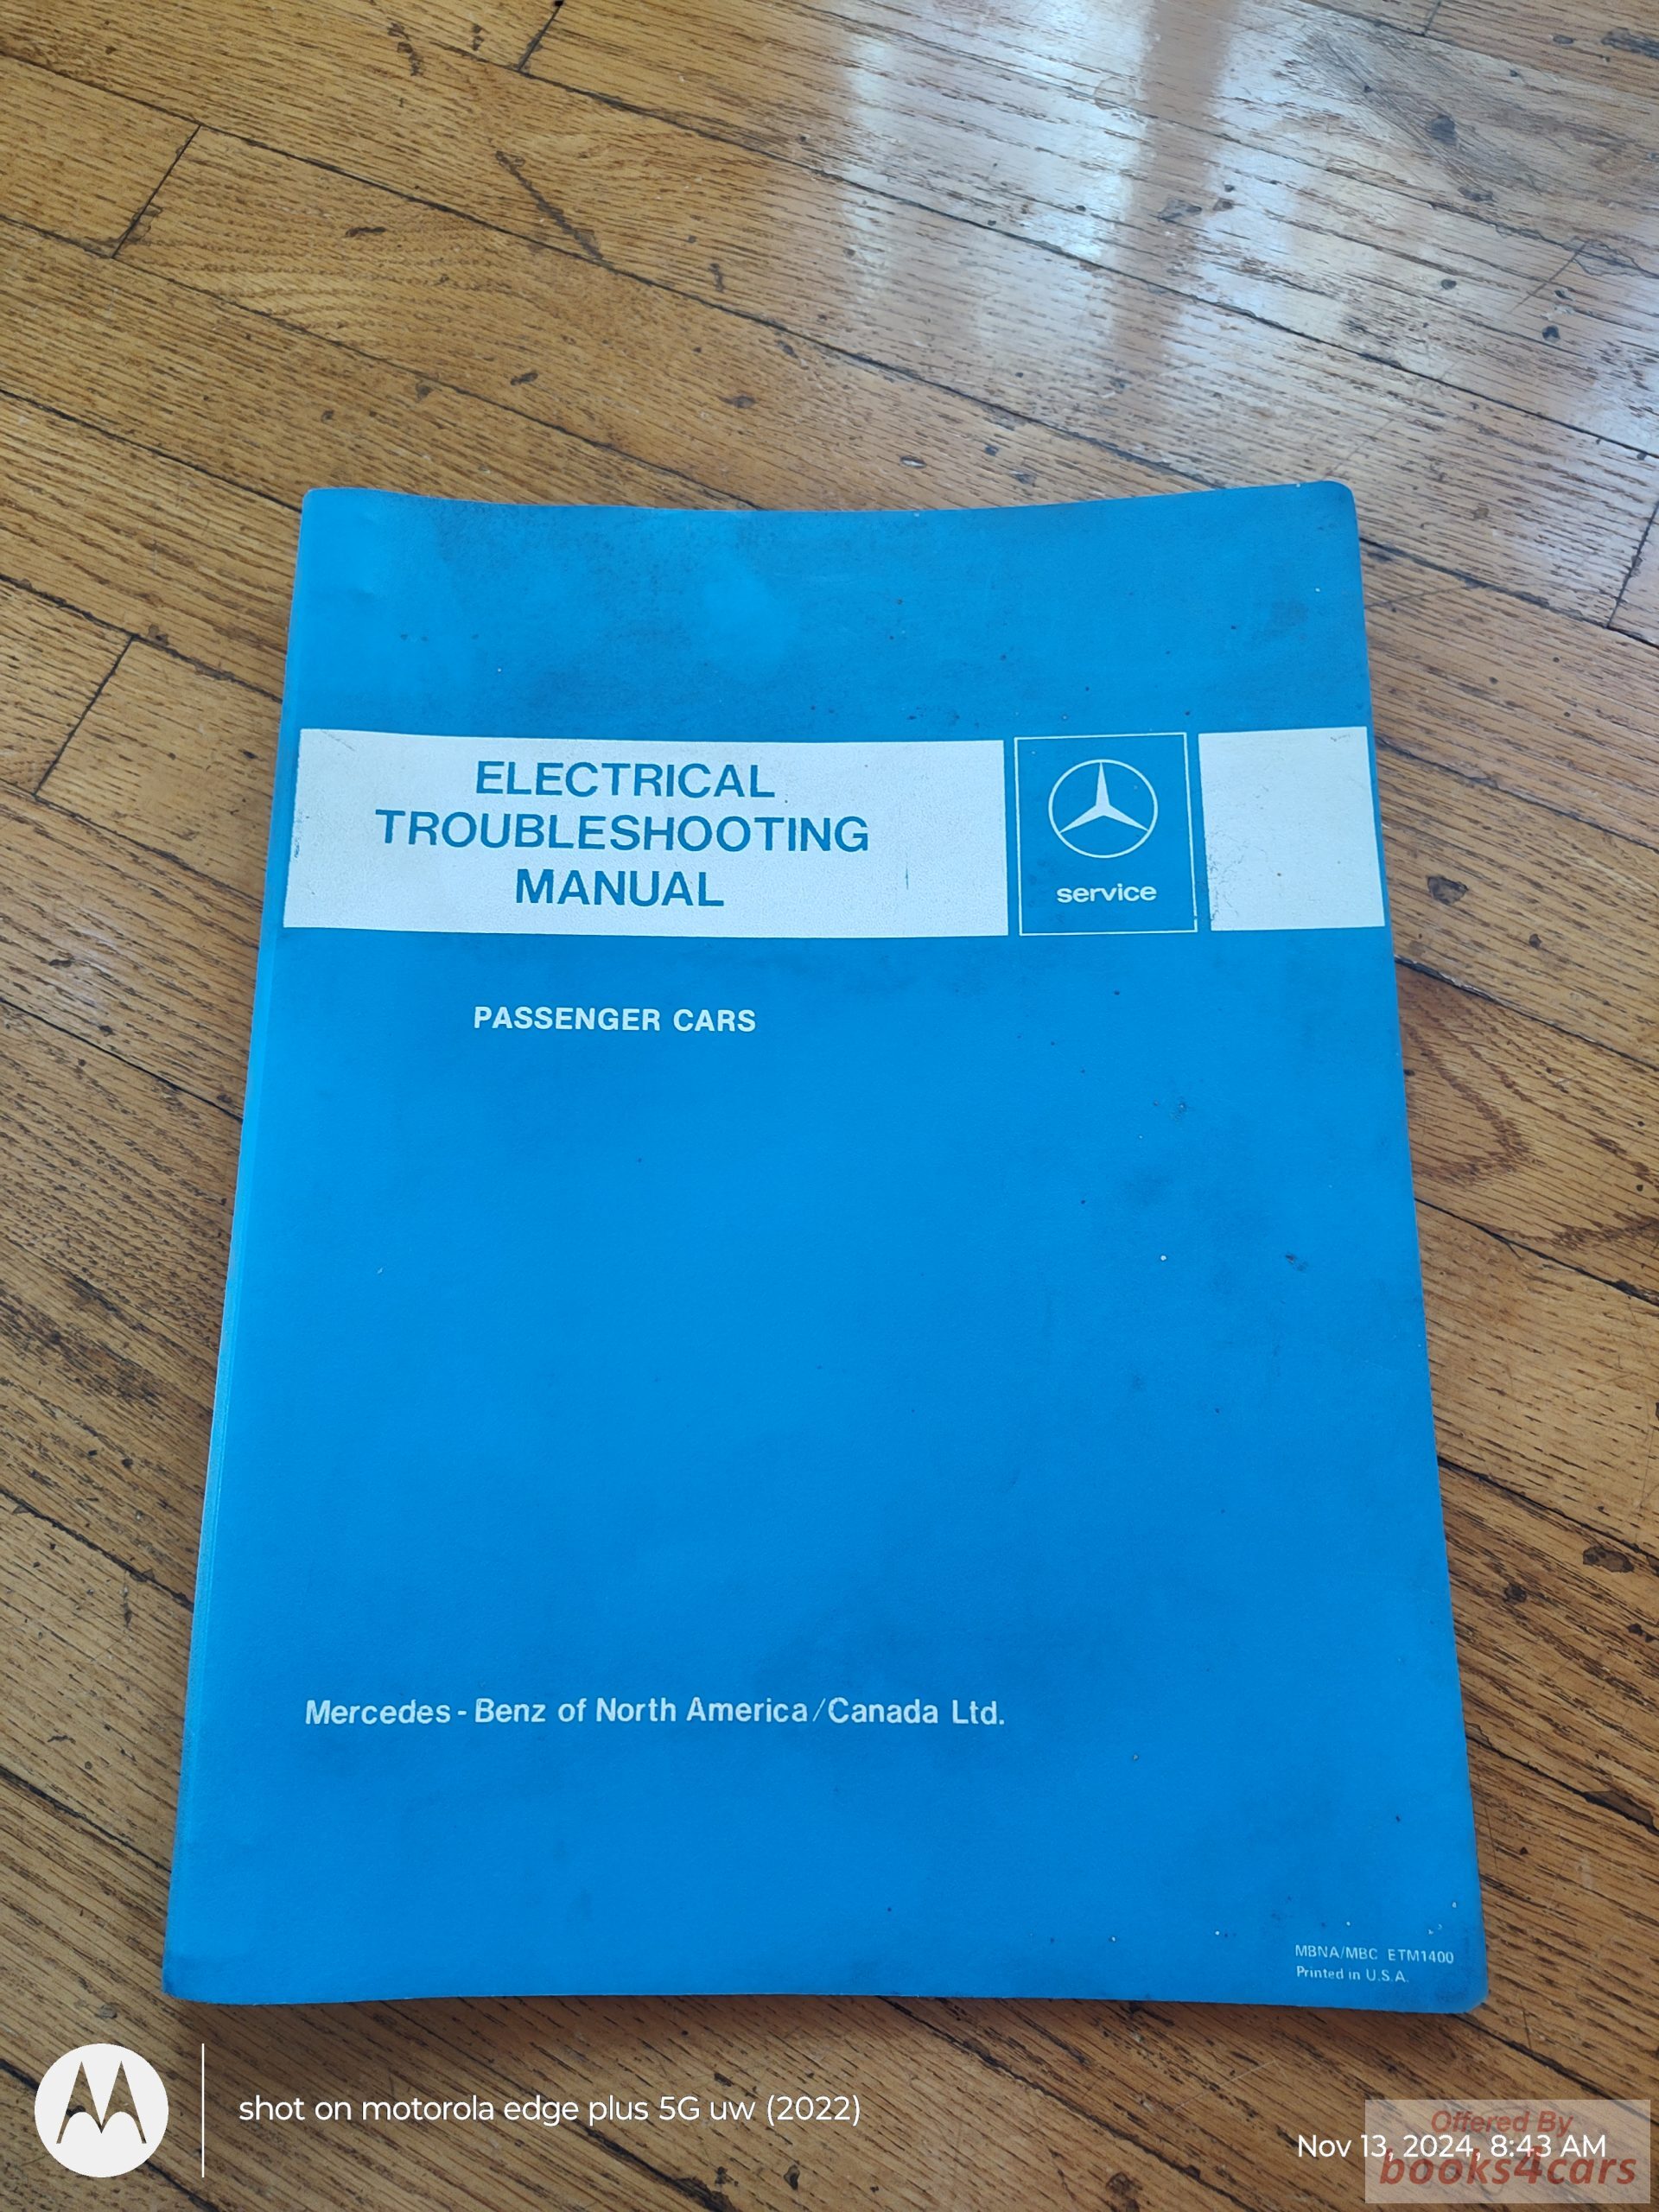 ELECTRICAL
TROUBLESHOOTING
MANUAL
service
PASSENGER CARS
Mercedes - Benz of North America/Canada Ltd.
MBNA/MBC ETM1400
Printed in U.S.A.
shot on motorola edge plus 5G uw (2022)
Offered By
Nov 13, 2024, 8:43 AM
books4cars